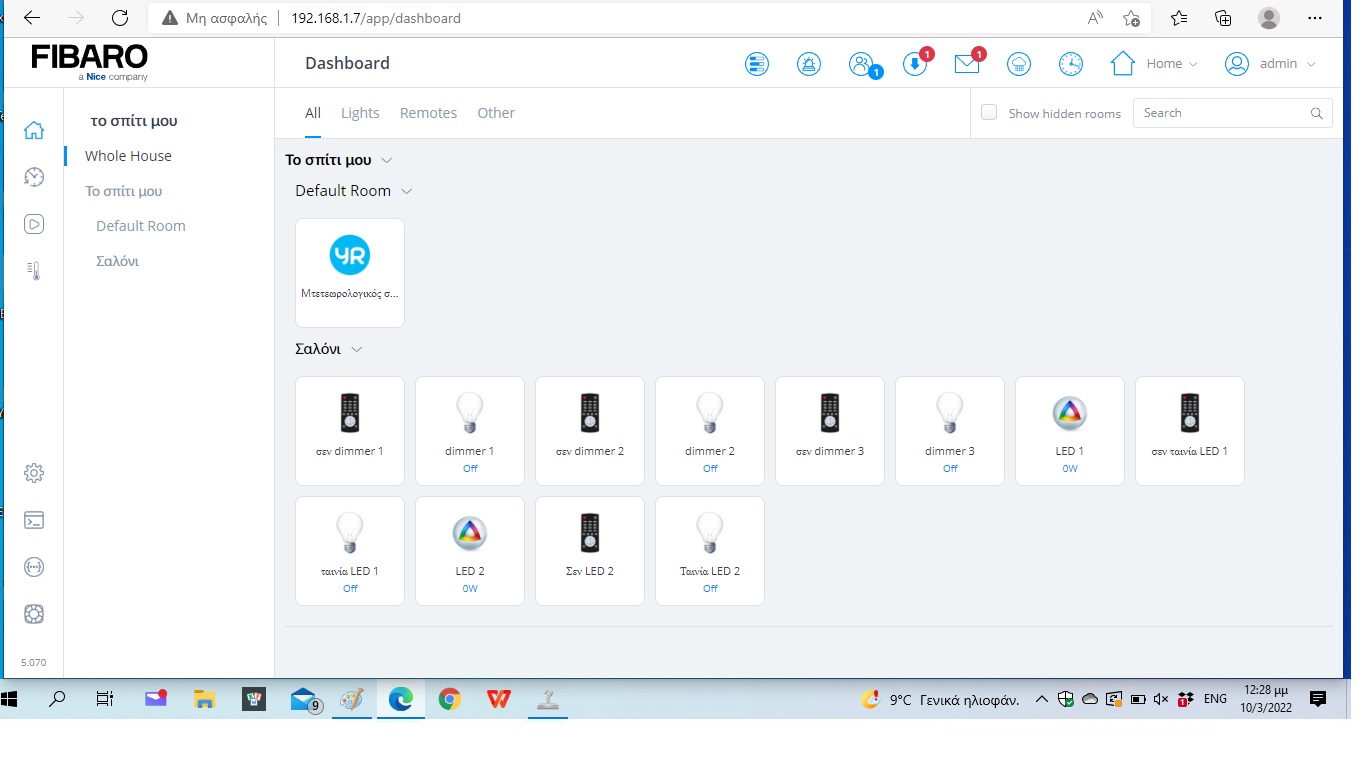 Μη ασφαλής | 192.168.1.7/app/dashboard
FIBARO
a Nice company
Dashboard
1
1
1
Home
admin
το σπίτι μου
Whole House
Το σπίτι μου
Default Room
Σαλόνι
5.070
All Lights Remotes Other
Show hidden rooms
Search
Το σπίτι μου
Default Room
YR
Μτετεωρολογικός σ...
Σαλόνι
σεν dimmer 1
dimmer 1
Off
σεν dimmer 2
dimmer 2
Off
σεν dimmer 3
dimmer 3
Off
LED 1
0W
σεν ταινία LED 1
ταινία LED 1
Off
LED 2
0W
Σεν LED 2
Ταινία LED 2
Off
9
9°C Γενικά ηλιοφάν.
1
ENG
12:28 μμ
10/3/2022